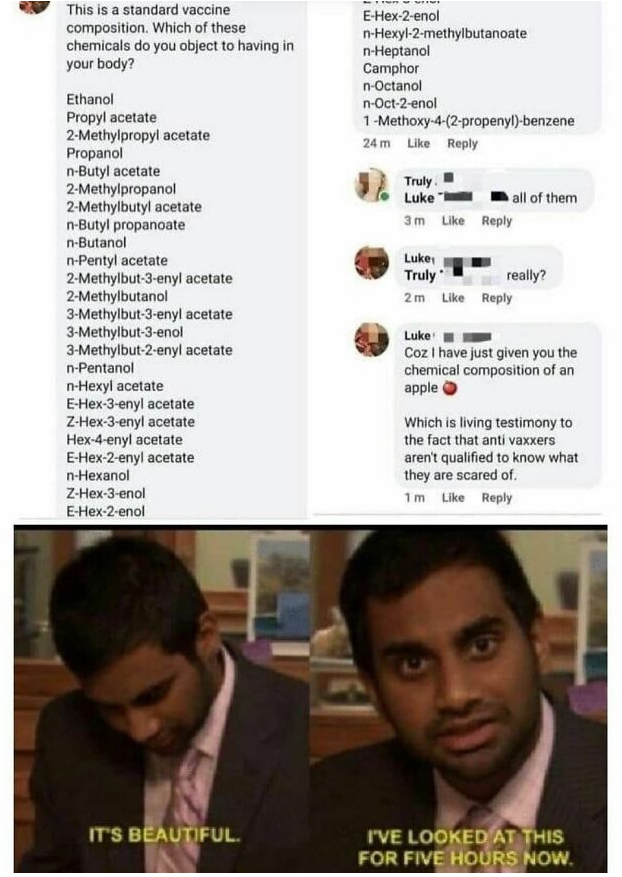 This is a standard vaccine
composition. Which of these
chemicals do you object to having in
your body?
Ethanol
Propyl acetate
2-Methylpropyl acetate
Propanol
n-Butyl acetate
2-Methylpropanol
2-Methylbutyl acetate
n-Butyl propanoate
n-Butanol
n-Pentyl acetate
2-Methylbut-3-enyl acetate
2-Methylbutanol
3-Methylbut-3-enyl acetate
3-Methylbut-3-enol
3-Methylbut-2-enyl acetate
n-Pentanol
n-Hexyl acetate
E-Hex-3-enyl acetate
Z-Hex-3-enyl acetate
Hex-4-enyl acetate
E-Hex-2-enyl acetate
n-Hexanol
Z-Hex-3-enol
E-Hex-2-enol
E-Hex-2-enol
n-Hexyl-2-methylbutanoate
n-Heptanol
Camphor
n-Octanol
n-Oct-2-enol
1 -Methoxy-4-(2-propenyl)-benzene
24 m Like Reply
Truly
Luke all of them
3 m Like Reply
Luke
Truly really?
2 m Like Reply
Luke
Coz I have just given you the
chemical composition of an
apple
Which is living testimony to
the fact that anti vaxxers
aren't qualified to know what
they are scared of.
1 m Like Reply
IT'S BEAUTIFUL.
I'VE LOOKED AT THIS
FOR FIVE HOURS NOW.